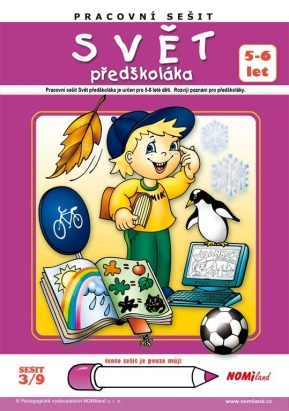 PRACOVNÍ SEŠIT
SVĚT
předškoláka
5-6
let
Pracovní sešit Svět předškoláka je určen pro 5-6 leté děti. Rozvíjí poznání pro předškoláky.
MIK
SEŠIT
3/9
tento sešit je pouze můj:
NOMiland
© Pedagogické vydavatelství NOMIland s. r. o.
www.nomiland.cz